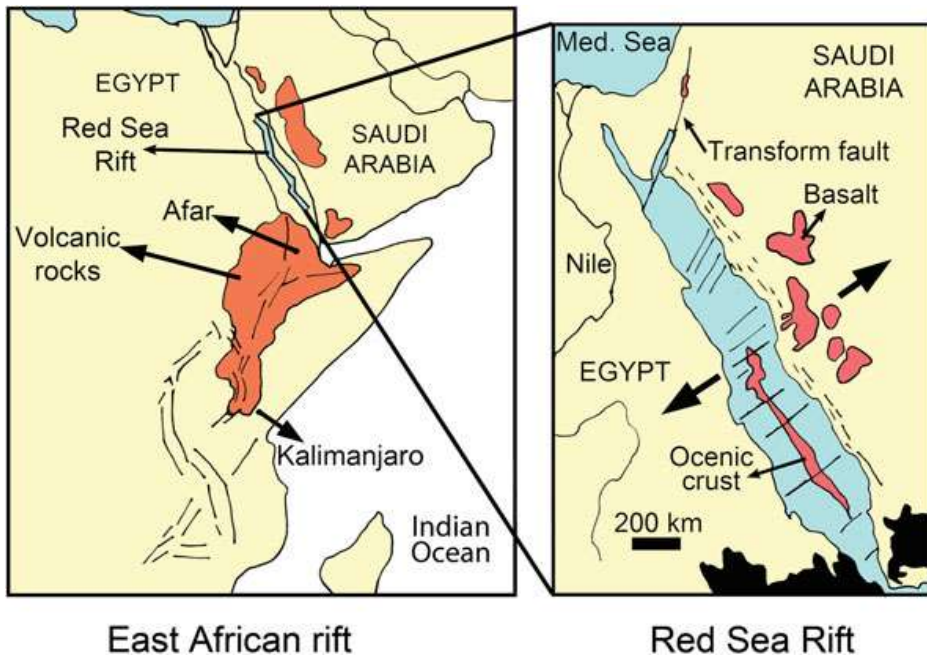 EGYPT
Red Sea
Rift
SAUDI
ARABIA
Afar
Volcanic
rocks
Kalimanjaro
Indian
Ocean
East African rift
Med. Sea
SAUDI
ARABIA
Transform fault
Basalt
Nile
EGYPT
Ocenic
crust
200 km
Red Sea Rift